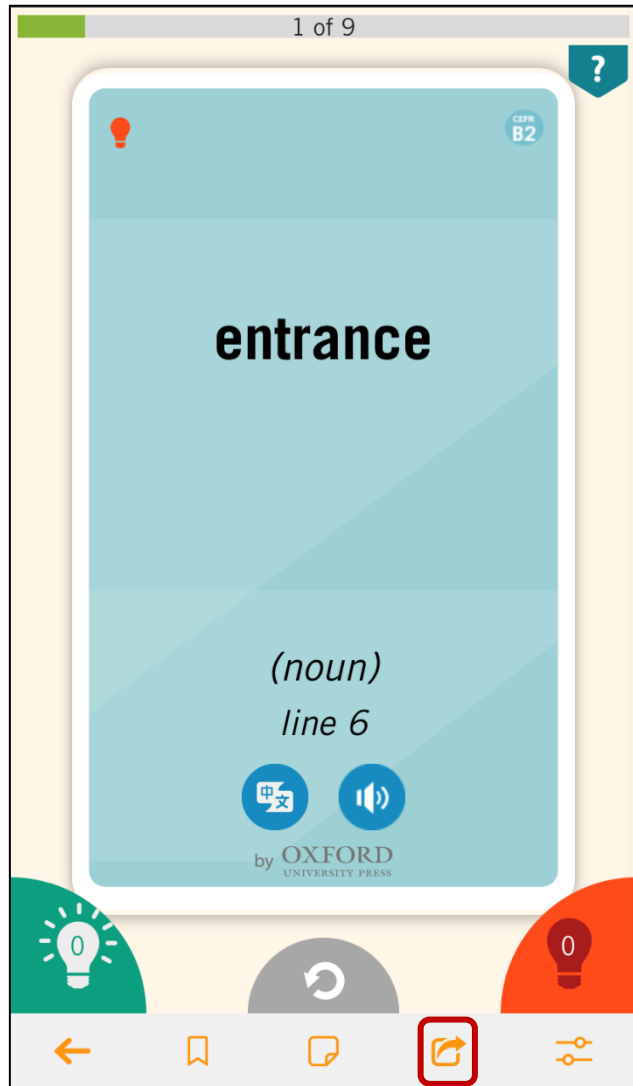 1 of 9
?
CEFR
B2
entrance
(noun)
line 6
中 文
by OXFORD
UNIVERSITY PRESS
0
0